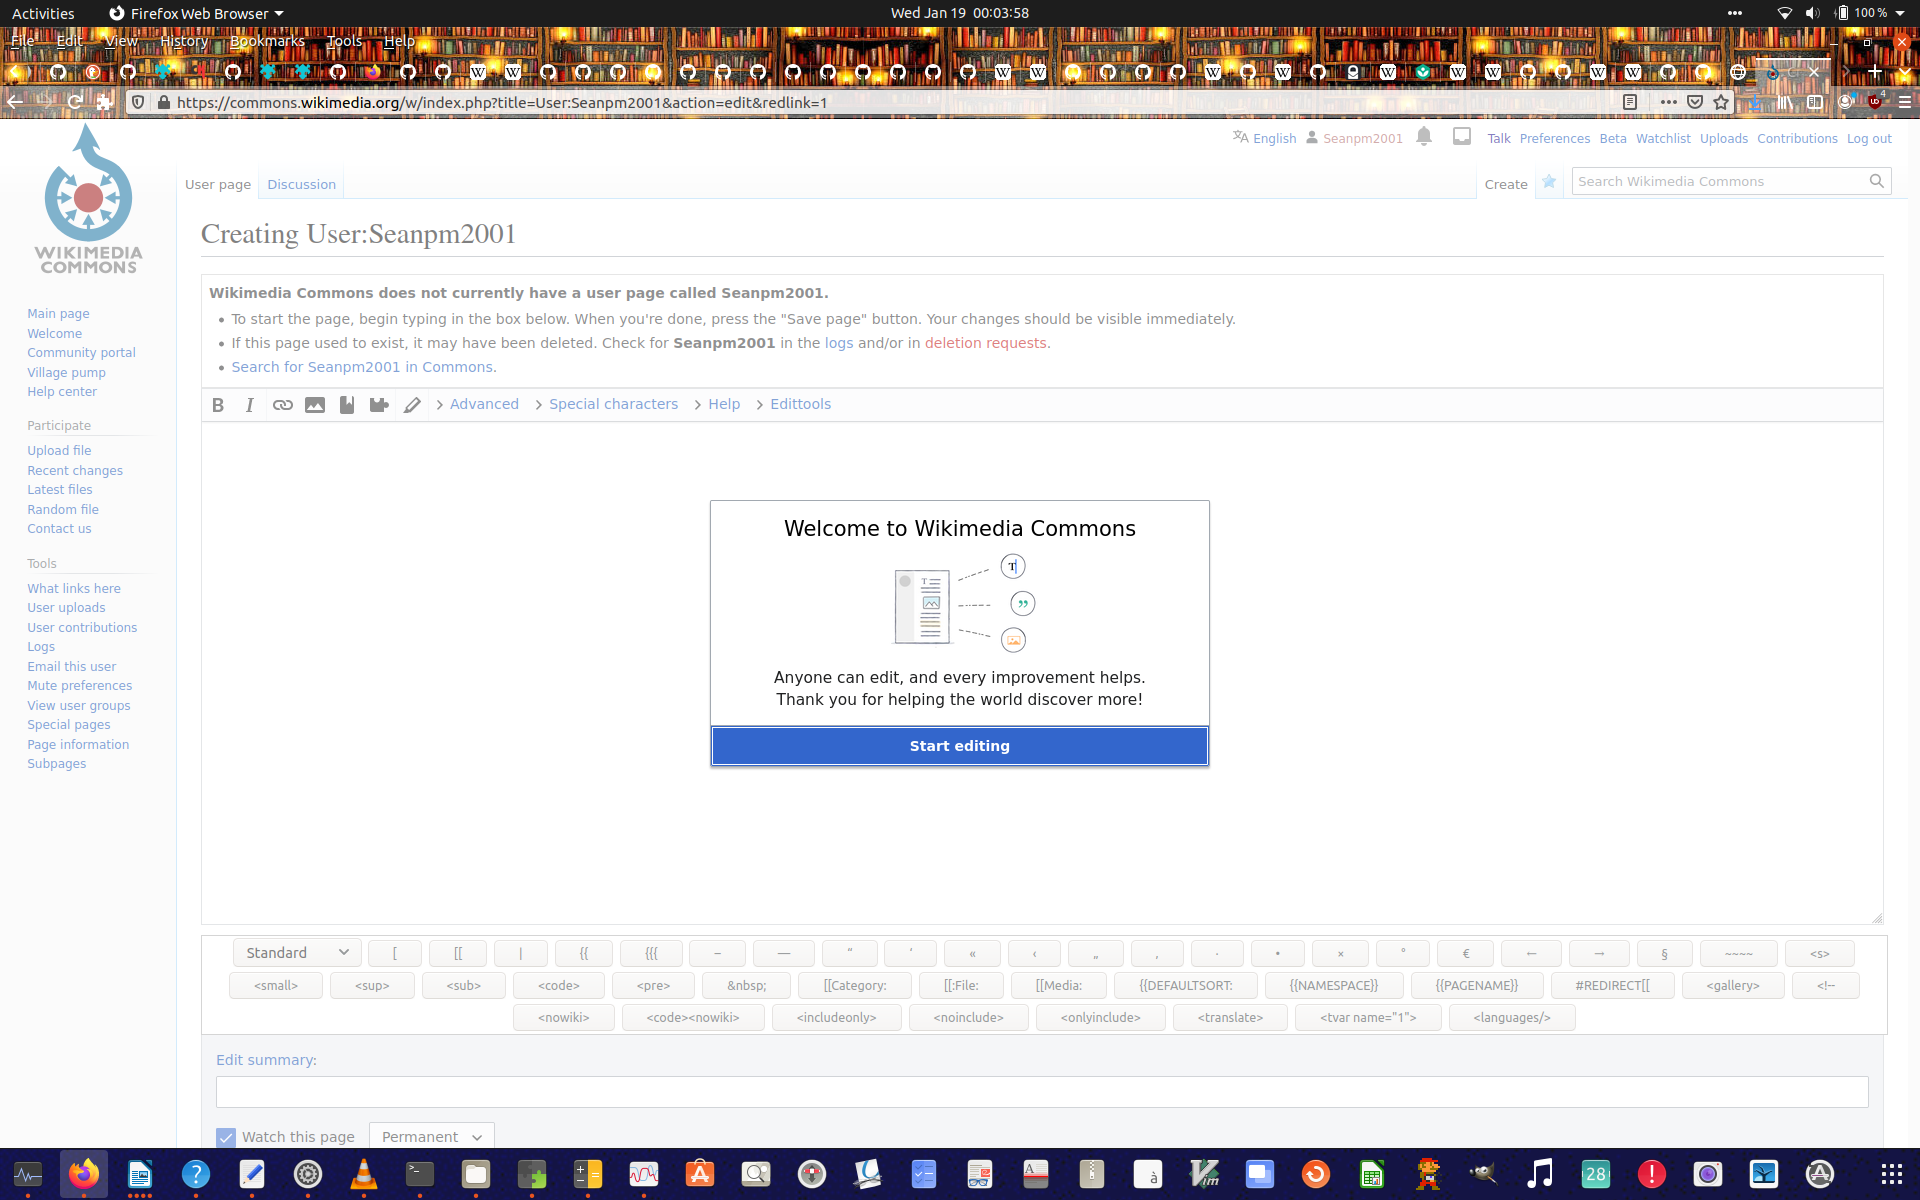 Activities
Firefox Web Browser
Wed Jan 19 00:03:58
100 %
File Edit View History Bookmarks Tools Help
https://commons.wikimedia.org/w/index.php?title=User:Seanpm2001&action=edit&redlink=1
4
English Seanpm2001 Talk Preferences Beta Watchlist Uploads Contributions Log out
User page Discussion Create
Search Wikimedia Commons
WIKIMEDIA
COMMONS
Main page
Welcome
Community portal
Village pump
Help center
Participate
Upload file
Recent changes
Latest files
Random file
Contact us
Tools
What links here
User uploads
User contributions
Logs
Email this user
Mute preferences
View user groups
Special pages
Page information
Subpages
Creating User:Seanpm2001
Wikimedia Commons does not currently have a user page called Seanpm2001.
• To start the page, begin typing in the box below. When you're done, press the "Save page" button. Your changes should be visible immediately.
• If this page used to exist, it may have been deleted. Check for Seanpm2001 in the logs and/or in deletion requests.
• Search for Seanpm2001 in Commons.
B I Advanced Special characters Help Edittools
Welcome to Wikimedia Commons
Anyone can edit, and every improvement helps.
Thank you for helping the world discover more!
Start editing
Standard [ [[ | {{ {{{ – — “ ‘ « ‹ „ ‚ · • × ° € ← → § ~~~~ <s>
<small> <sup> <sub> <code> <pre> &nbsp; [[Category: [[:File: [[Media: {{DEFAULTSORT: {{NAMESPACE}} {{PAGENAME}} #REDIRECT[[ <gallery> <!--
<nowiki> <code><nowiki> <includeonly> <noinclude> <onlyinclude> <translate> <tvar name="1"> <languages/>
Edit summary:
Watch this page Permanent
28